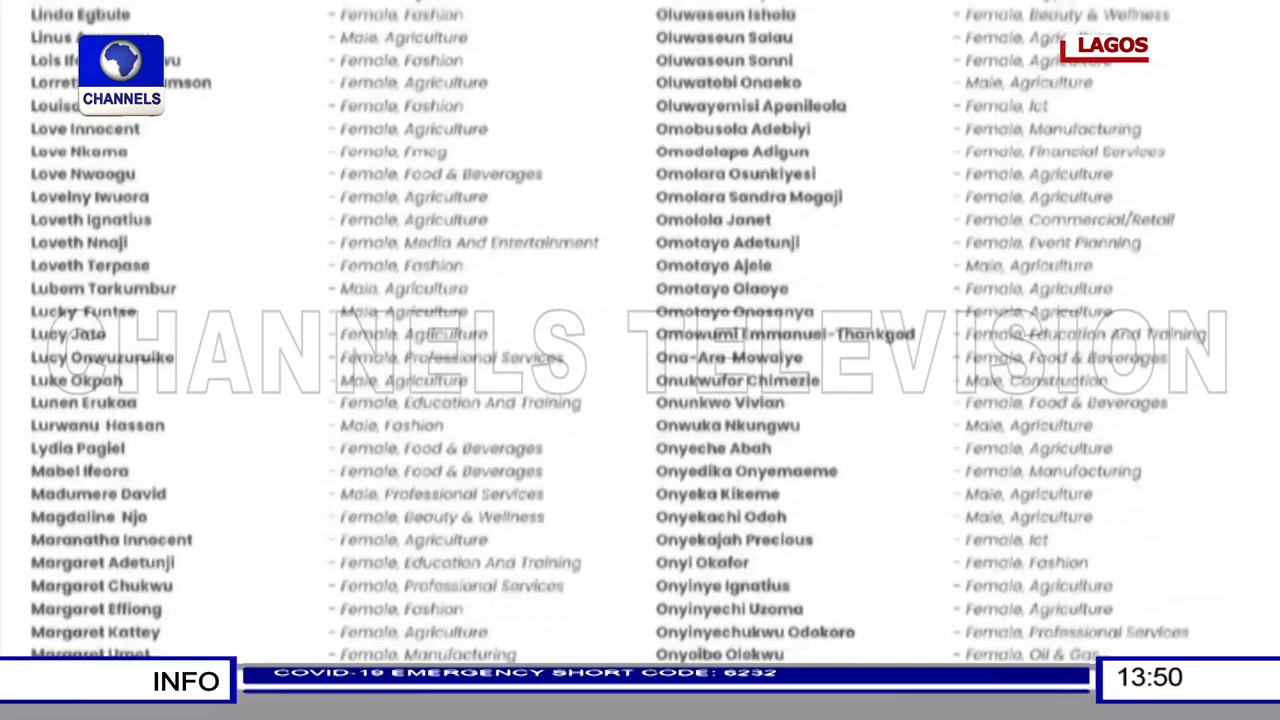 Linda Egbule - Female, Fashion
Linus - Male, Agriculture
Lois - Female, Fashion
- Female, Agriculture
- Female, Fashion
Love Innocent - Female, Agriculture
Love Nkama - Female, Fmcg
Love Nwaogu - Female, Food & Beverages
Lovelny Iwuora - Female, Agriculture
Loveth Ignatius - Female, Agriculture
Loveth Nnaji - Female, Media And Entertainment
Loveth Terpase - Female, Fashion
Lubem Tarkumbur - Male, Agriculture
Lucky Funtse - Male, Agriculture
Lucy Jato - Female, Agriculture
Lucy Onwuzuruike - Female, Professional Services
Luke Okpah - Male, Agriculture
Lunen Erukaa - Female, Education And Training
Lurwanu Hassan - Male, Fashion
Lydia Pagiel - Female, Food & Beverages
Mabel Ifeora - Female, Food & Beverages
Madumere David - Male, Professional Services
Magdaline Njo - Female, Beauty & Wellness
Maranatha Innocent - Female, Agriculture
Margaret Adetunji - Female, Education And Training
Margaret Chukwu - Female, Professional Services
Margaret Effiong - Female, Fashion
Margaret Kattey - Female, Agriculture
Margaret Umet - Female, Manufacturing
Oluwaseun Ishola - Female, Beauty & Wellness
Oluwaseun Salau - Female,
Oluwaseun Sanni - Female, Agriculture
Oluwatobi Onaeko - Male, Agriculture
Oluwayemisi Apenileola - Female, Ict
Omobusola Adebiyi - Female, Manufacturing
Omodolapo Adigun - Female, Financial Services
Omolara Osunkiyesi - Female, Agriculture
Omolara Sandra Mogaji - Female, Agriculture
Omolola Janet - Female, Commercial/Retail
Omotayo Adetunji - Female, Event Planning
Omotayo Ajele - Male, Agriculture
Omotayo Olaoye - Female, Agriculture
Omotayo Onosanya - Female, Agriculture
Omowumi Emmanuel-Thankgod - Female, Education And Training
Ona-Ara Mowaiye - Female, Food & Beverages
Onukwufor Chimezie - Male, Construction
Onunkwo Vivian - Female, Food & Beverages
Onwuka Nkungwu - Male, Agriculture
Onyeche Abah - Female, Agriculture
Onyedika Onyemaeme - Female, Manufacturing
Onyeka Kikeme - Male, Agriculture
Onyekachi Odoh - Male, Agriculture
Onyekajah Precious - Female, Ict
Onyi Okafor - Female, Fashion
Onyinye Ignatius - Female, Agriculture
Onyinyechi Uzoma - Female, Agriculture
Onyinyechukwu Odokoro - Female, Professional Services
Onyoibo Olekwu - Female, Oil & Gas
CHANNELS
LAGOS
CHANNELS TELEVISION
INFO
COVID-19 EMERGENCY SHORT CODE: 6232
13:50